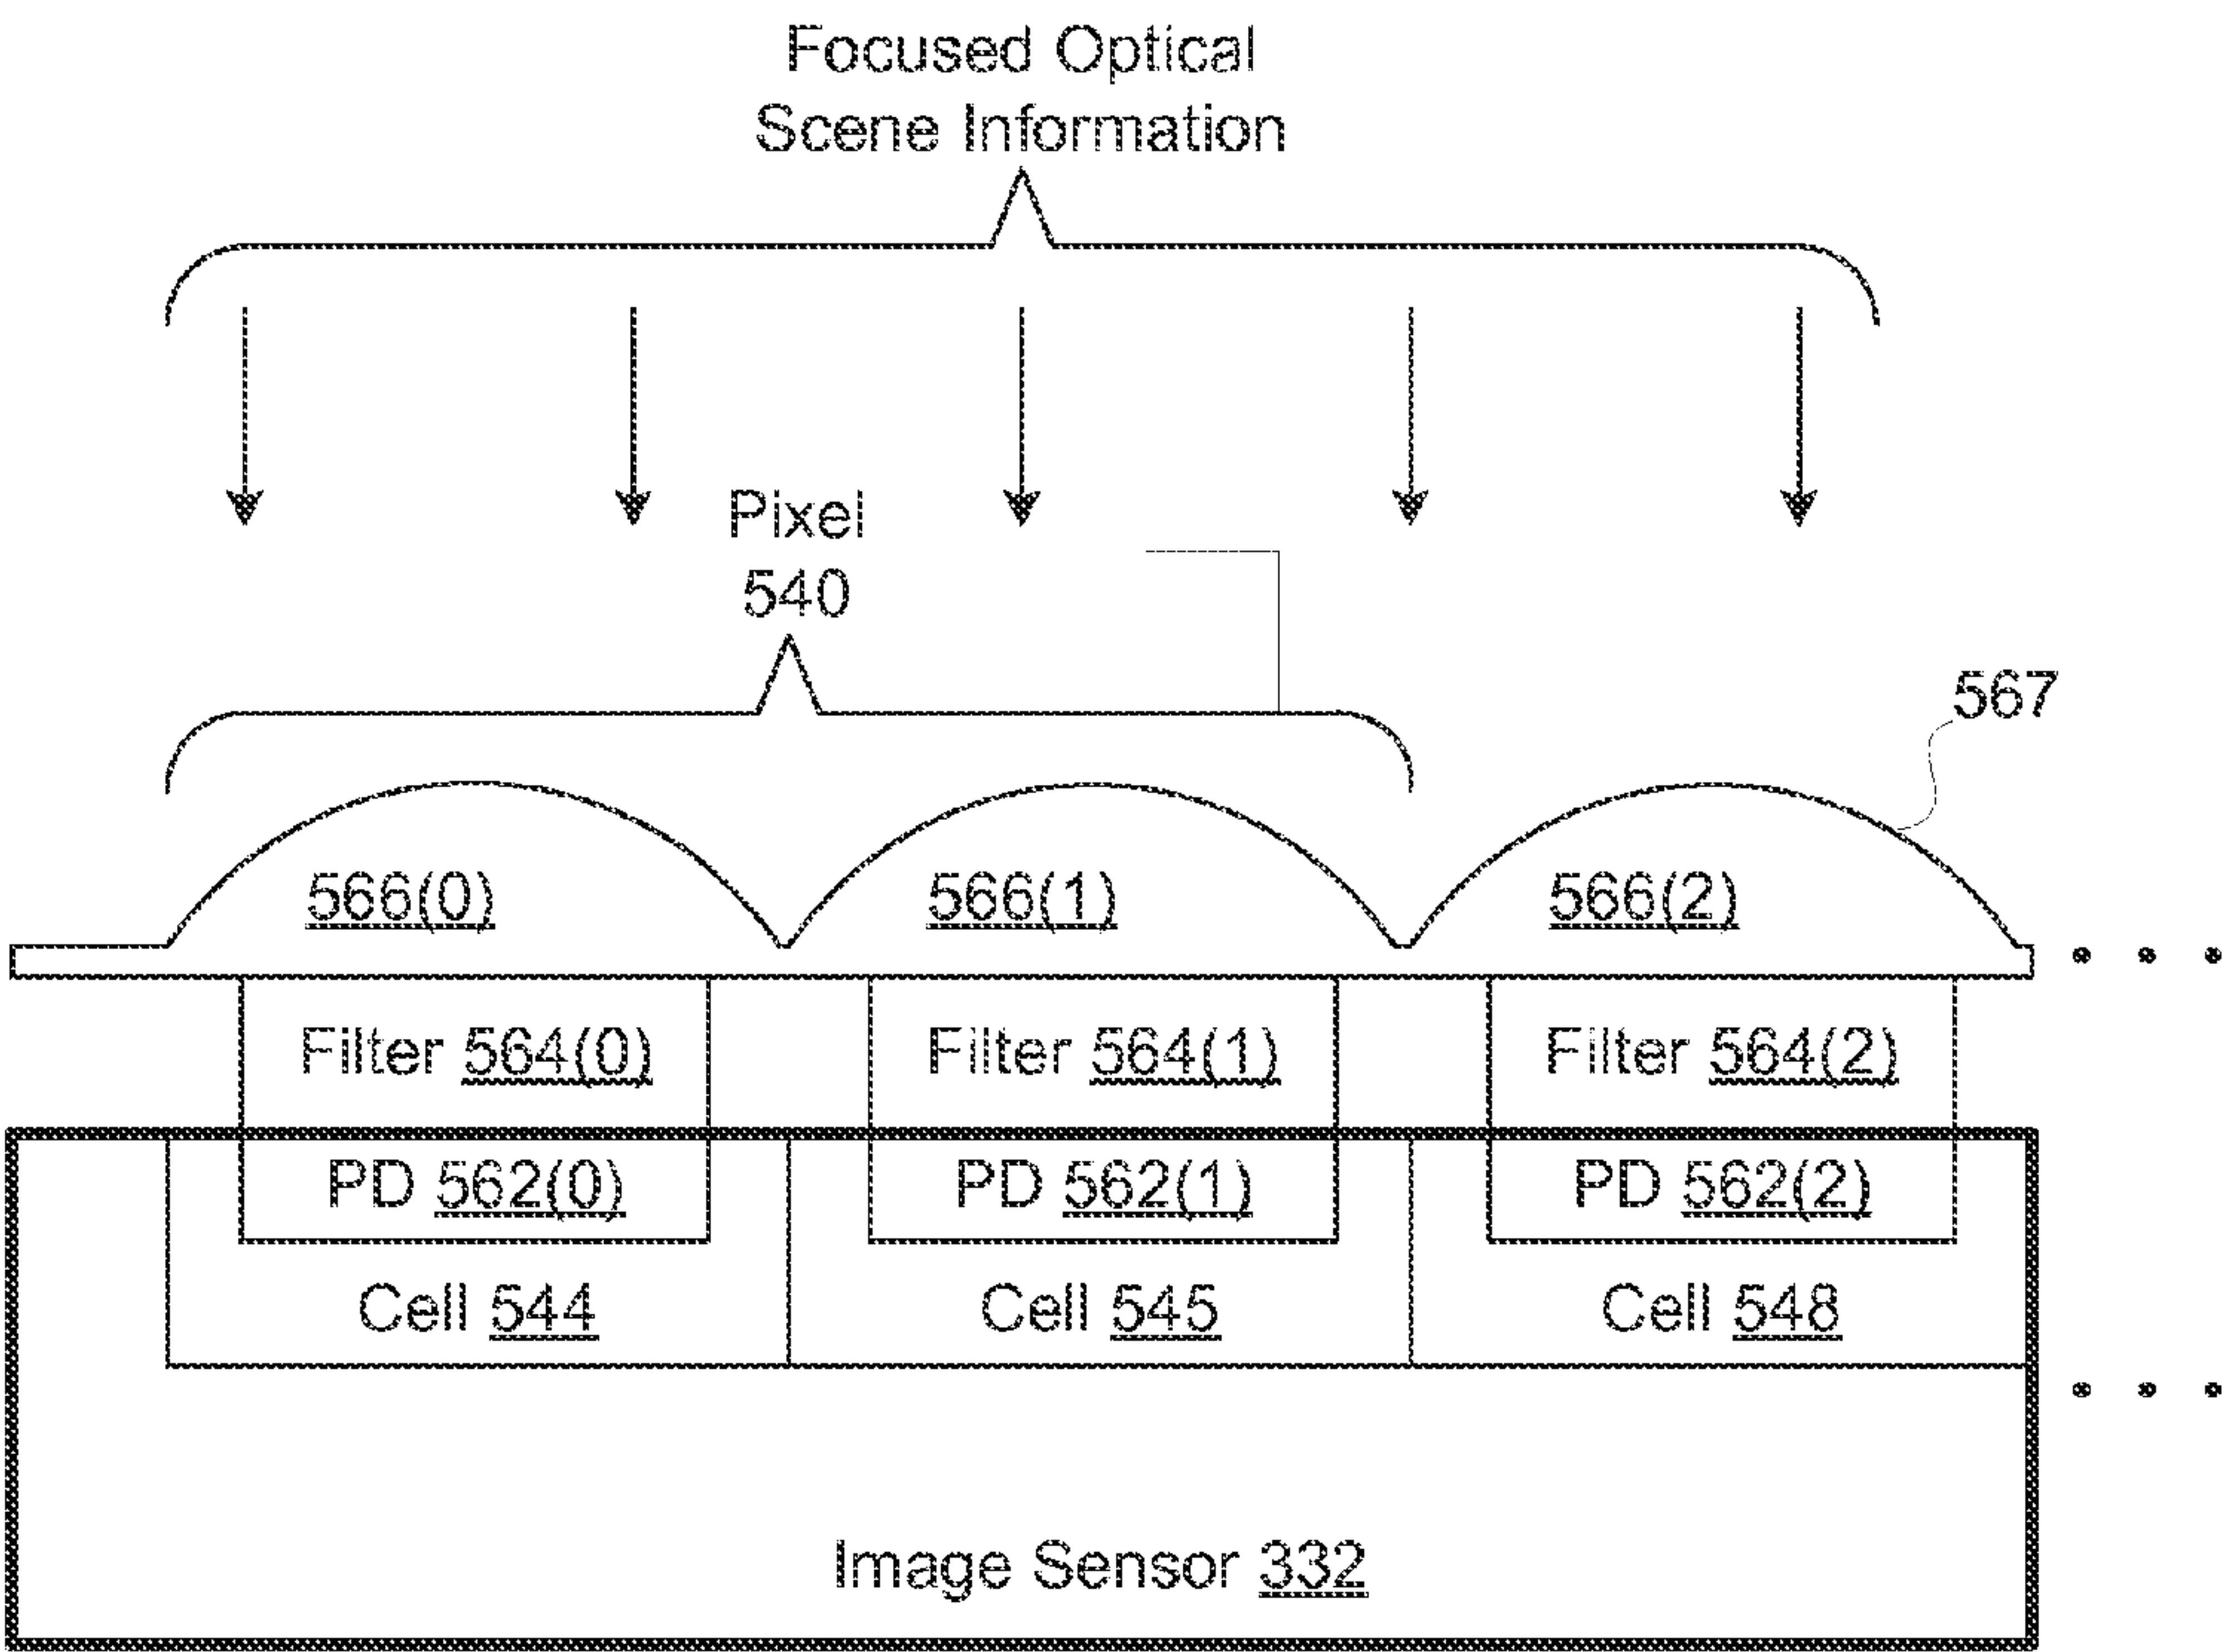 Focused Optical
Scene Information
Pixel
540
567
566(0) 566(1) 566(2)
Filter 564(0) Filter 564(1) Filter 564(2)
PD 562(0) PD 562(1) PD 562(2)
Cell 544 Cell 545 Cell 548
Image Sensor 332